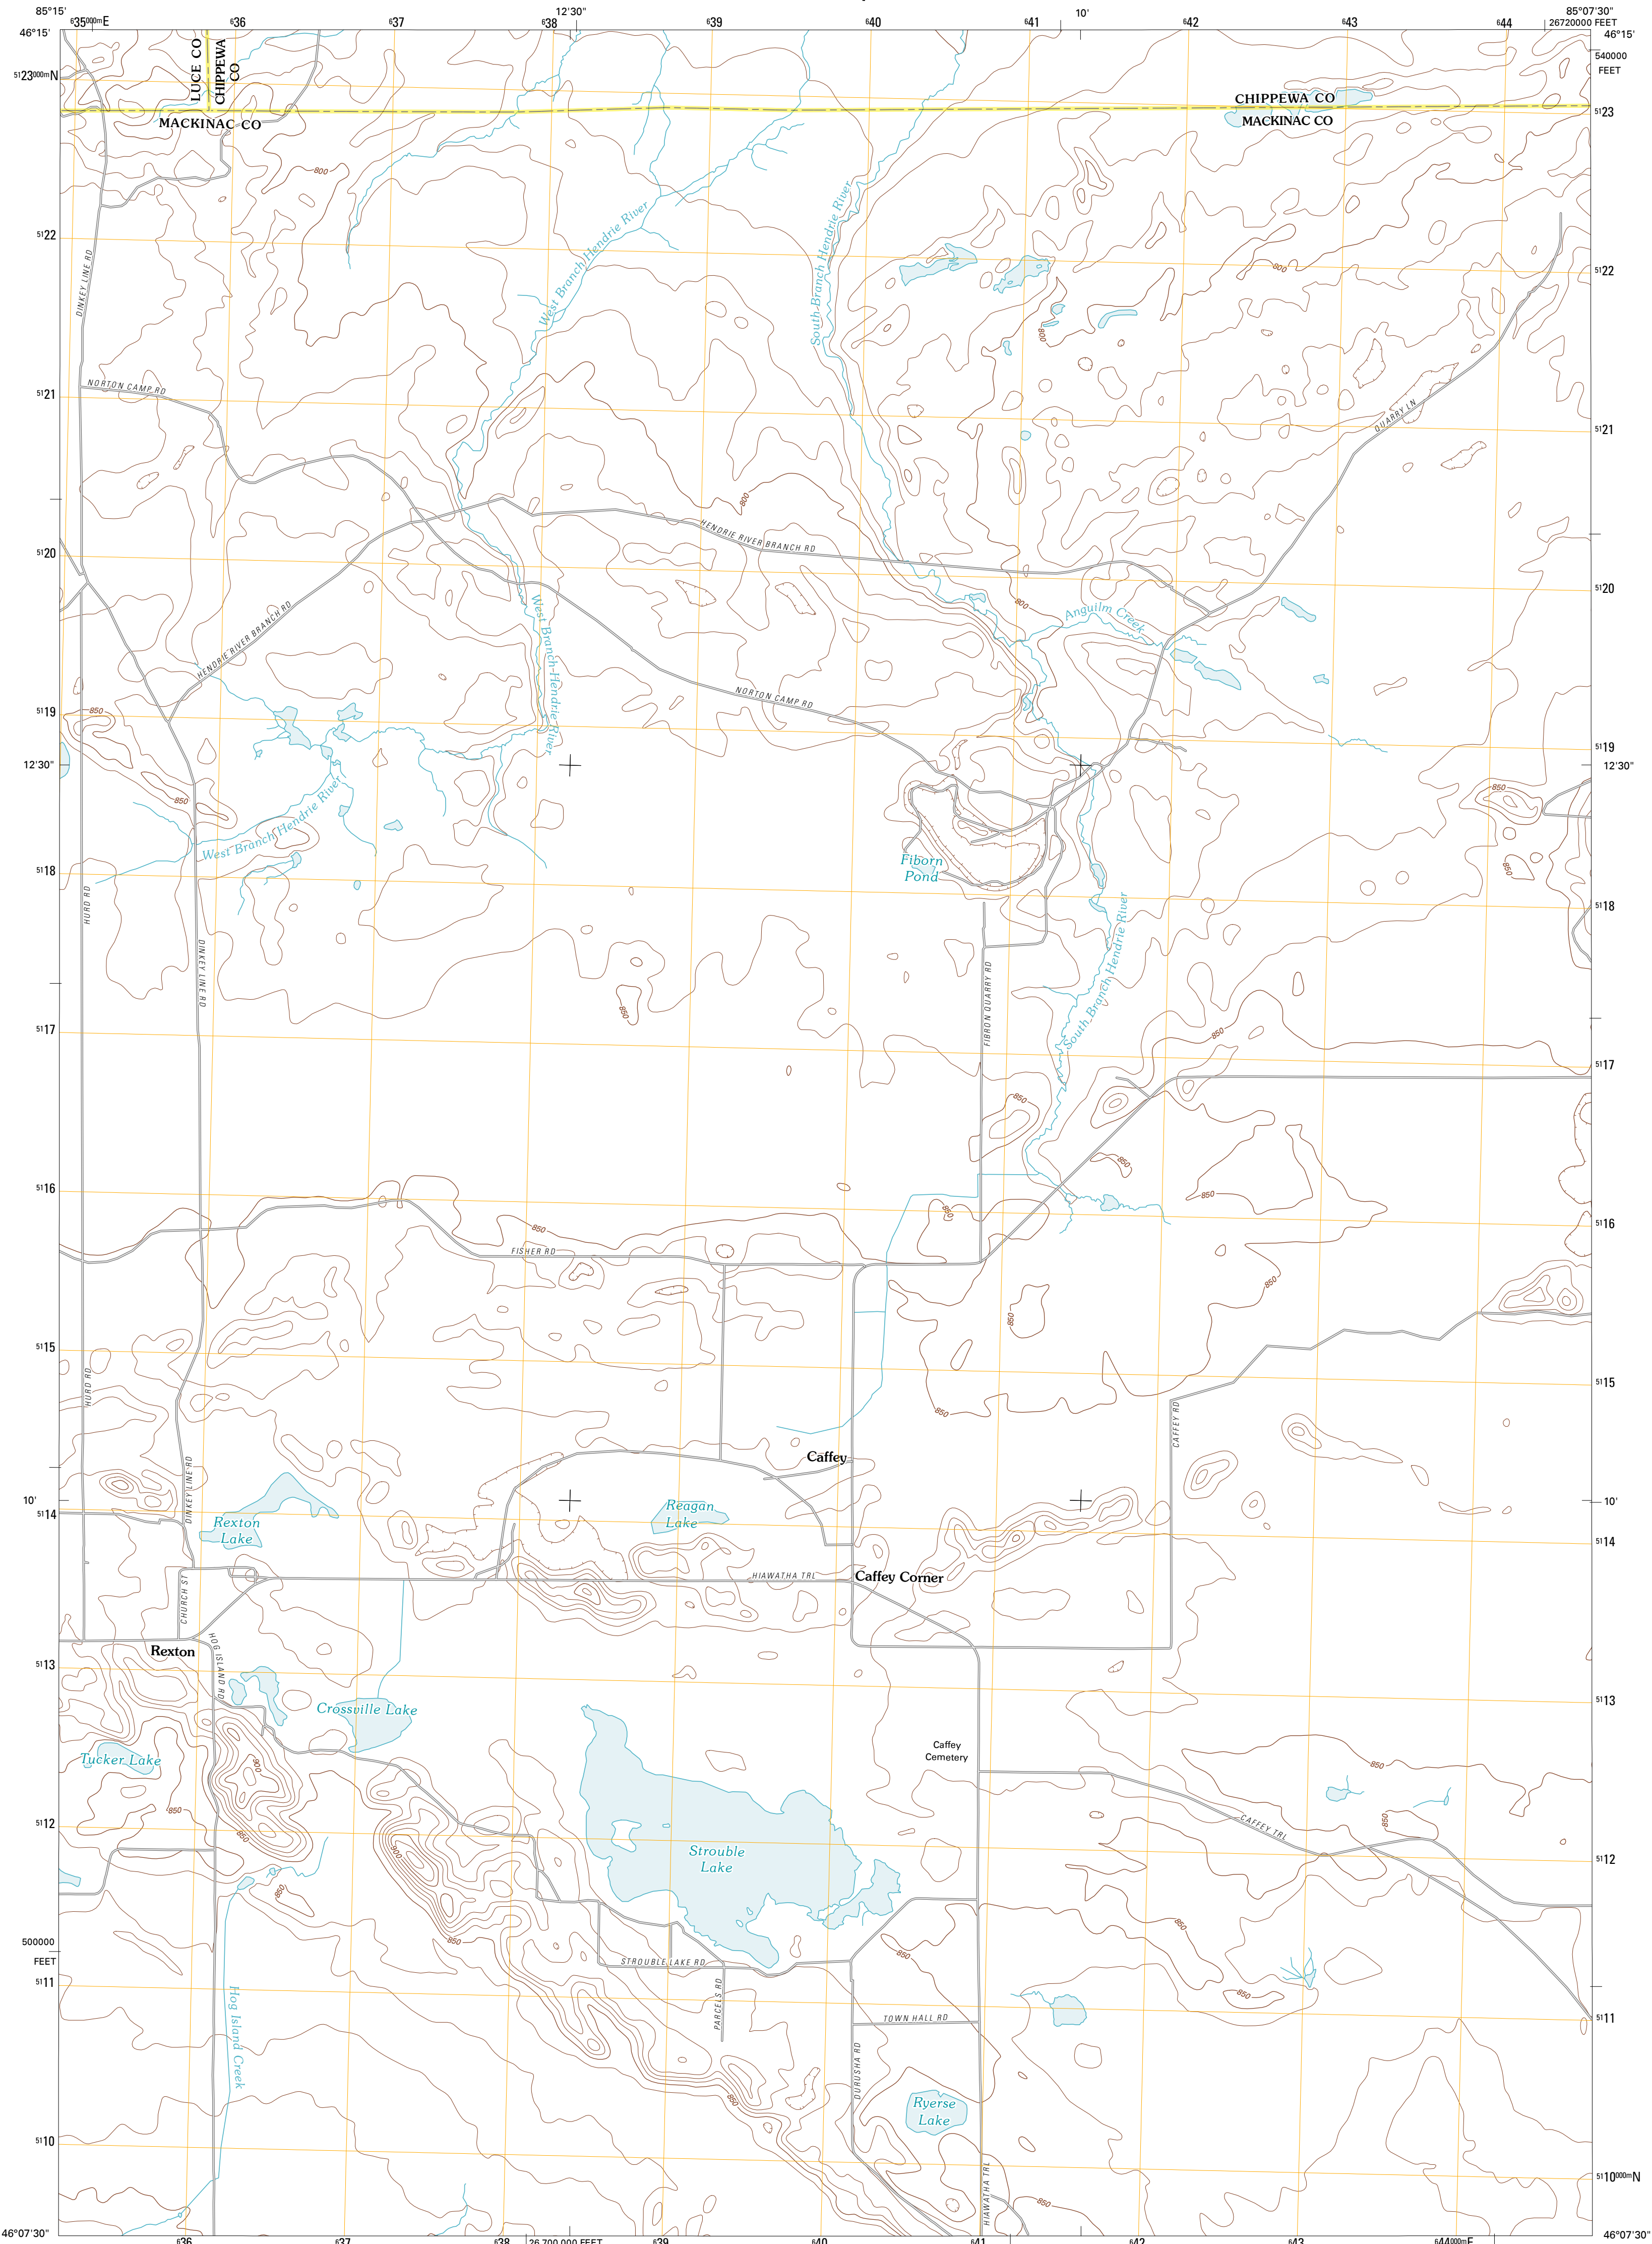 85°15' 635000mE 636 637 12'30" 638 639 640 641 10' 642 643 644 85°07'30"
26720000 FEET
46°15' 46°15'
540000
FEET
5123000mN
LUCE CO
CHIPPEWA
CO
MACKINAC CO
CHIPPEWA CO
MACKINAC CO
5123
800
DINKEY LINE RD
West Branch Hendrie River
South Branch Hendrie River
5122
800
5122
800
NORTON CAMP RD
5121
QUARRY LN
5121
800
HENDRIE RIVER BRANCH RD
5120
5120
800
Anguilm Creek
West Branch Hendrie River
HENDRIE RIVER BRANCH RD
NORTON CAMP RD
850
5119
5119
12'30" 12'30"
850
850
West Branch Hendrie River
Fiborn
Pond
850
5118
HURD RD
5118
South Branch Hendrie River
DINKEY LINE RD
FIBRON QUARRY RD
850
850
5117
5117
850
850
5116
850
850
850
5116
FISHER RD
850
850
5115
HURD RD
5115
850
CAFFEY RD
Caffey
DINKEY LINE RD
10' 10'
5114
Rexton
Lake
Reagan
Lake
5114
HIAWATHA TRL
Caffey Corner
CHURCH ST
Rexton
HOG ISLAND RD
5113
Crossville Lake
5113
Caffey
Cemetery
Tucker Lake
900
850
850
850
CAFFEY TRL
5112
850
900
Strouble
Lake
5112
850
850
850
850
500000
FEET
STROUBLE LAKE RD
850
5111
PARCELS RD
TOWN HALL RD
5111
Hog Island Creek
DURUSHA RD
850
Ryerse
Lake
5110
HIAWATHA TRL
850
5110000mN
46°07'30" 46°07'30"
636 637 638 26 700 000 FEET 639 640 641 642 643 644000mE